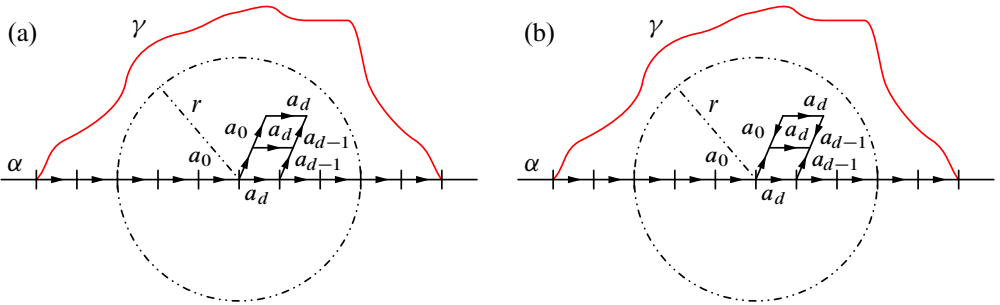 (a)
γ
r
a_d
a_0
a_d
a_{d−1}
a_0
a_{d−1}
α
a_d
(b)
γ
r
a_d
a_0
a_d
a_{d−1}
a_0
a_{d−1}
α
a_d